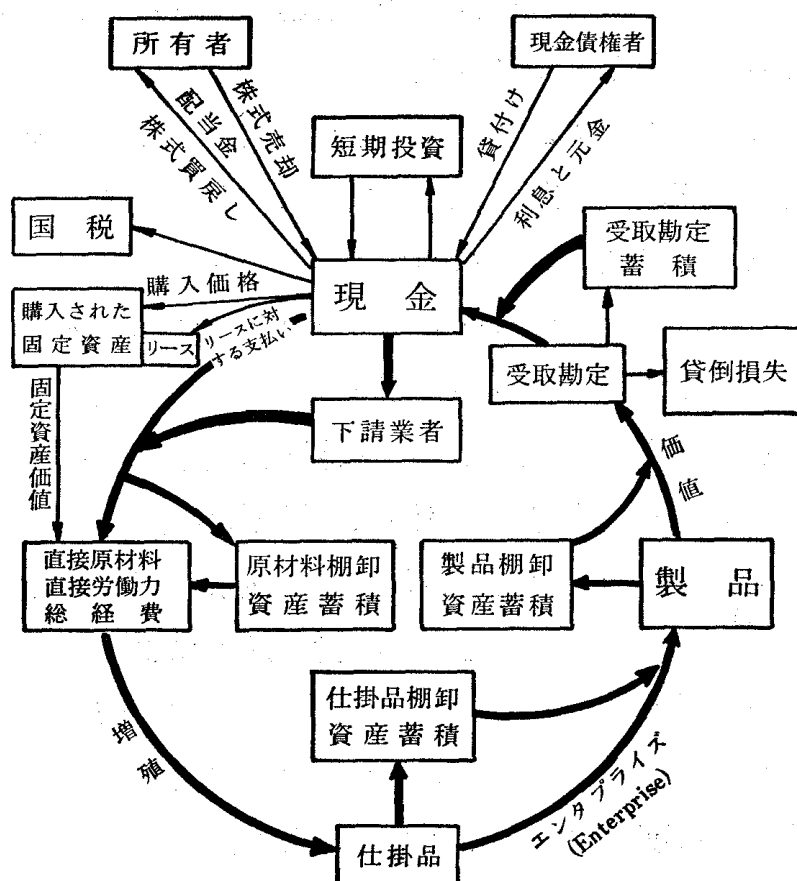 所有者
現金債権者
株式売却
配当金
株式買戻し
短期投資
貸付け
利息と元金
国税
受取勘定
蓄積
購入価格
現金
購入された
固定資産
リース
リースに対
する支払い
受取勘定
貸倒損失
下請業者
固定資産価値
価値
直接原材料
直接労働力
総経費
原材料棚卸
資産蓄積
製品棚卸
資産蓄積
製品
仕掛品棚卸
資産蓄積
増殖
エンタプライズ
(Enterprise)
仕掛品